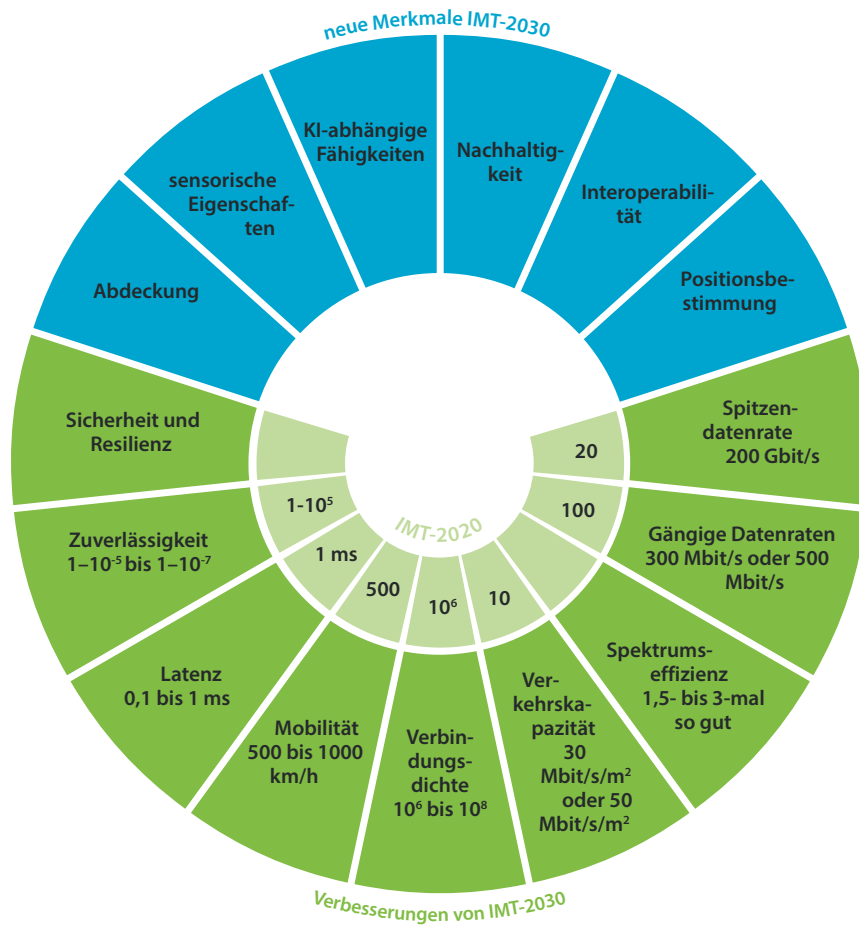 neue Merkmale IMT-2030
KI-abhängige
Fähigkeiten
Nachhaltig-
keit
sensorische
Eigenschaf-
ten
Interoperabili-
tät
Abdeckung
Positionsbe-
stimmung
Sicherheit und
Resilienz
Spitzen-
datenrate
200 Gbit/s
20
1-10⁵
100
Zuverlässigkeit
1–10⁻⁵ bis 1–10⁻⁷
Gängige Datenraten
300 Mbit/s oder 500
Mbit/s
IMT-2020
1 ms
500
10⁶
10
Latenz
0,1 bis 1 ms
Spektrums-
effizienz
1,5- bis 3-mal
so gut
Mobilität
500 bis 1000
km/h
Verbin-
dungs-
dichte
10⁶ bis 10⁸
Ver-
kehrska-
pazität
30
Mbit/s/m²
oder 50
Mbit/s/m²
Verbesserungen von IMT-2030